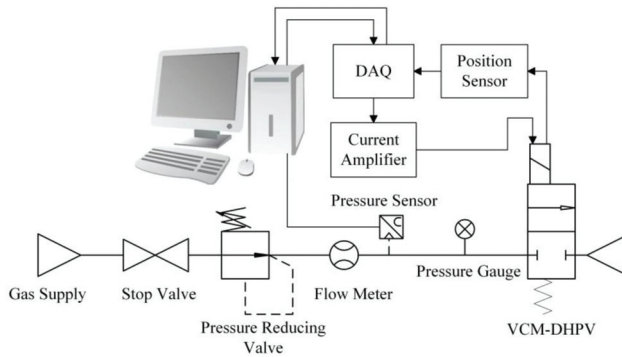 DAQ
Position
Sensor
Current
Amplifier
Pressure Sensor
Gas Supply
Stop Valve
Pressure Reducing
Valve
Flow Meter
Pressure Gauge
VCM-DHPV